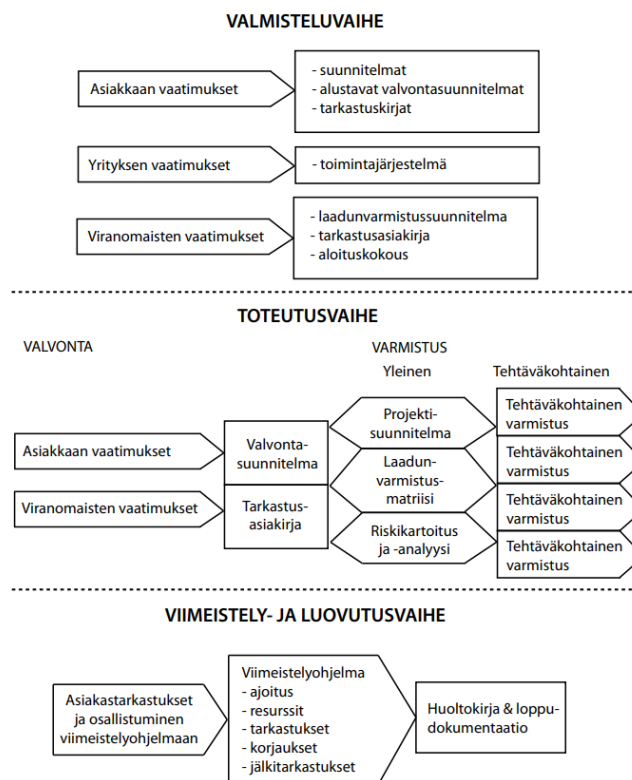 VALMISTELUVAIHE
Asiakkaan vaatimukset
- suunnitelmat
- alustavat valvontasuunnitelmat
- tarkastuskirjat
Yrityksen vaatimukset
- toimintajärjestelmä
Viranomaisten vaatimukset
- laadunvarmistussuunnitelma
- tarkastusasiakirja
- aloituskokous
TOTEUTUSVAIHE
VALVONTA
VARMISTUS
Yleinen
Tehtäväkohtainen
Asiakkaan vaatimukset
Viranomaisten vaatimukset
Valvonta-
suunnitelma
Tarkastus-
asiakirja
Projekti-
suunnitelma
Laadun-
varmistus-
matriisi
Riskikartoitus
ja -analyysi
Tehtäväkohtainen
varmistus
Tehtäväkohtainen
varmistus
Tehtäväkohtainen
varmistus
Tehtäväkohtainen
varmistus
VIIMEISTELY- JA LUOVUTUSVAIHE
Asiakastarkastukset
ja osallistuminen
viimeistelyohjelmaan
Viimeistelyohjelma
- ajoitus
- resurssit
- tarkastukset
- korjaukset
- jälkitarkastukset
Huoltokirja & loppu-
dokumentaatio